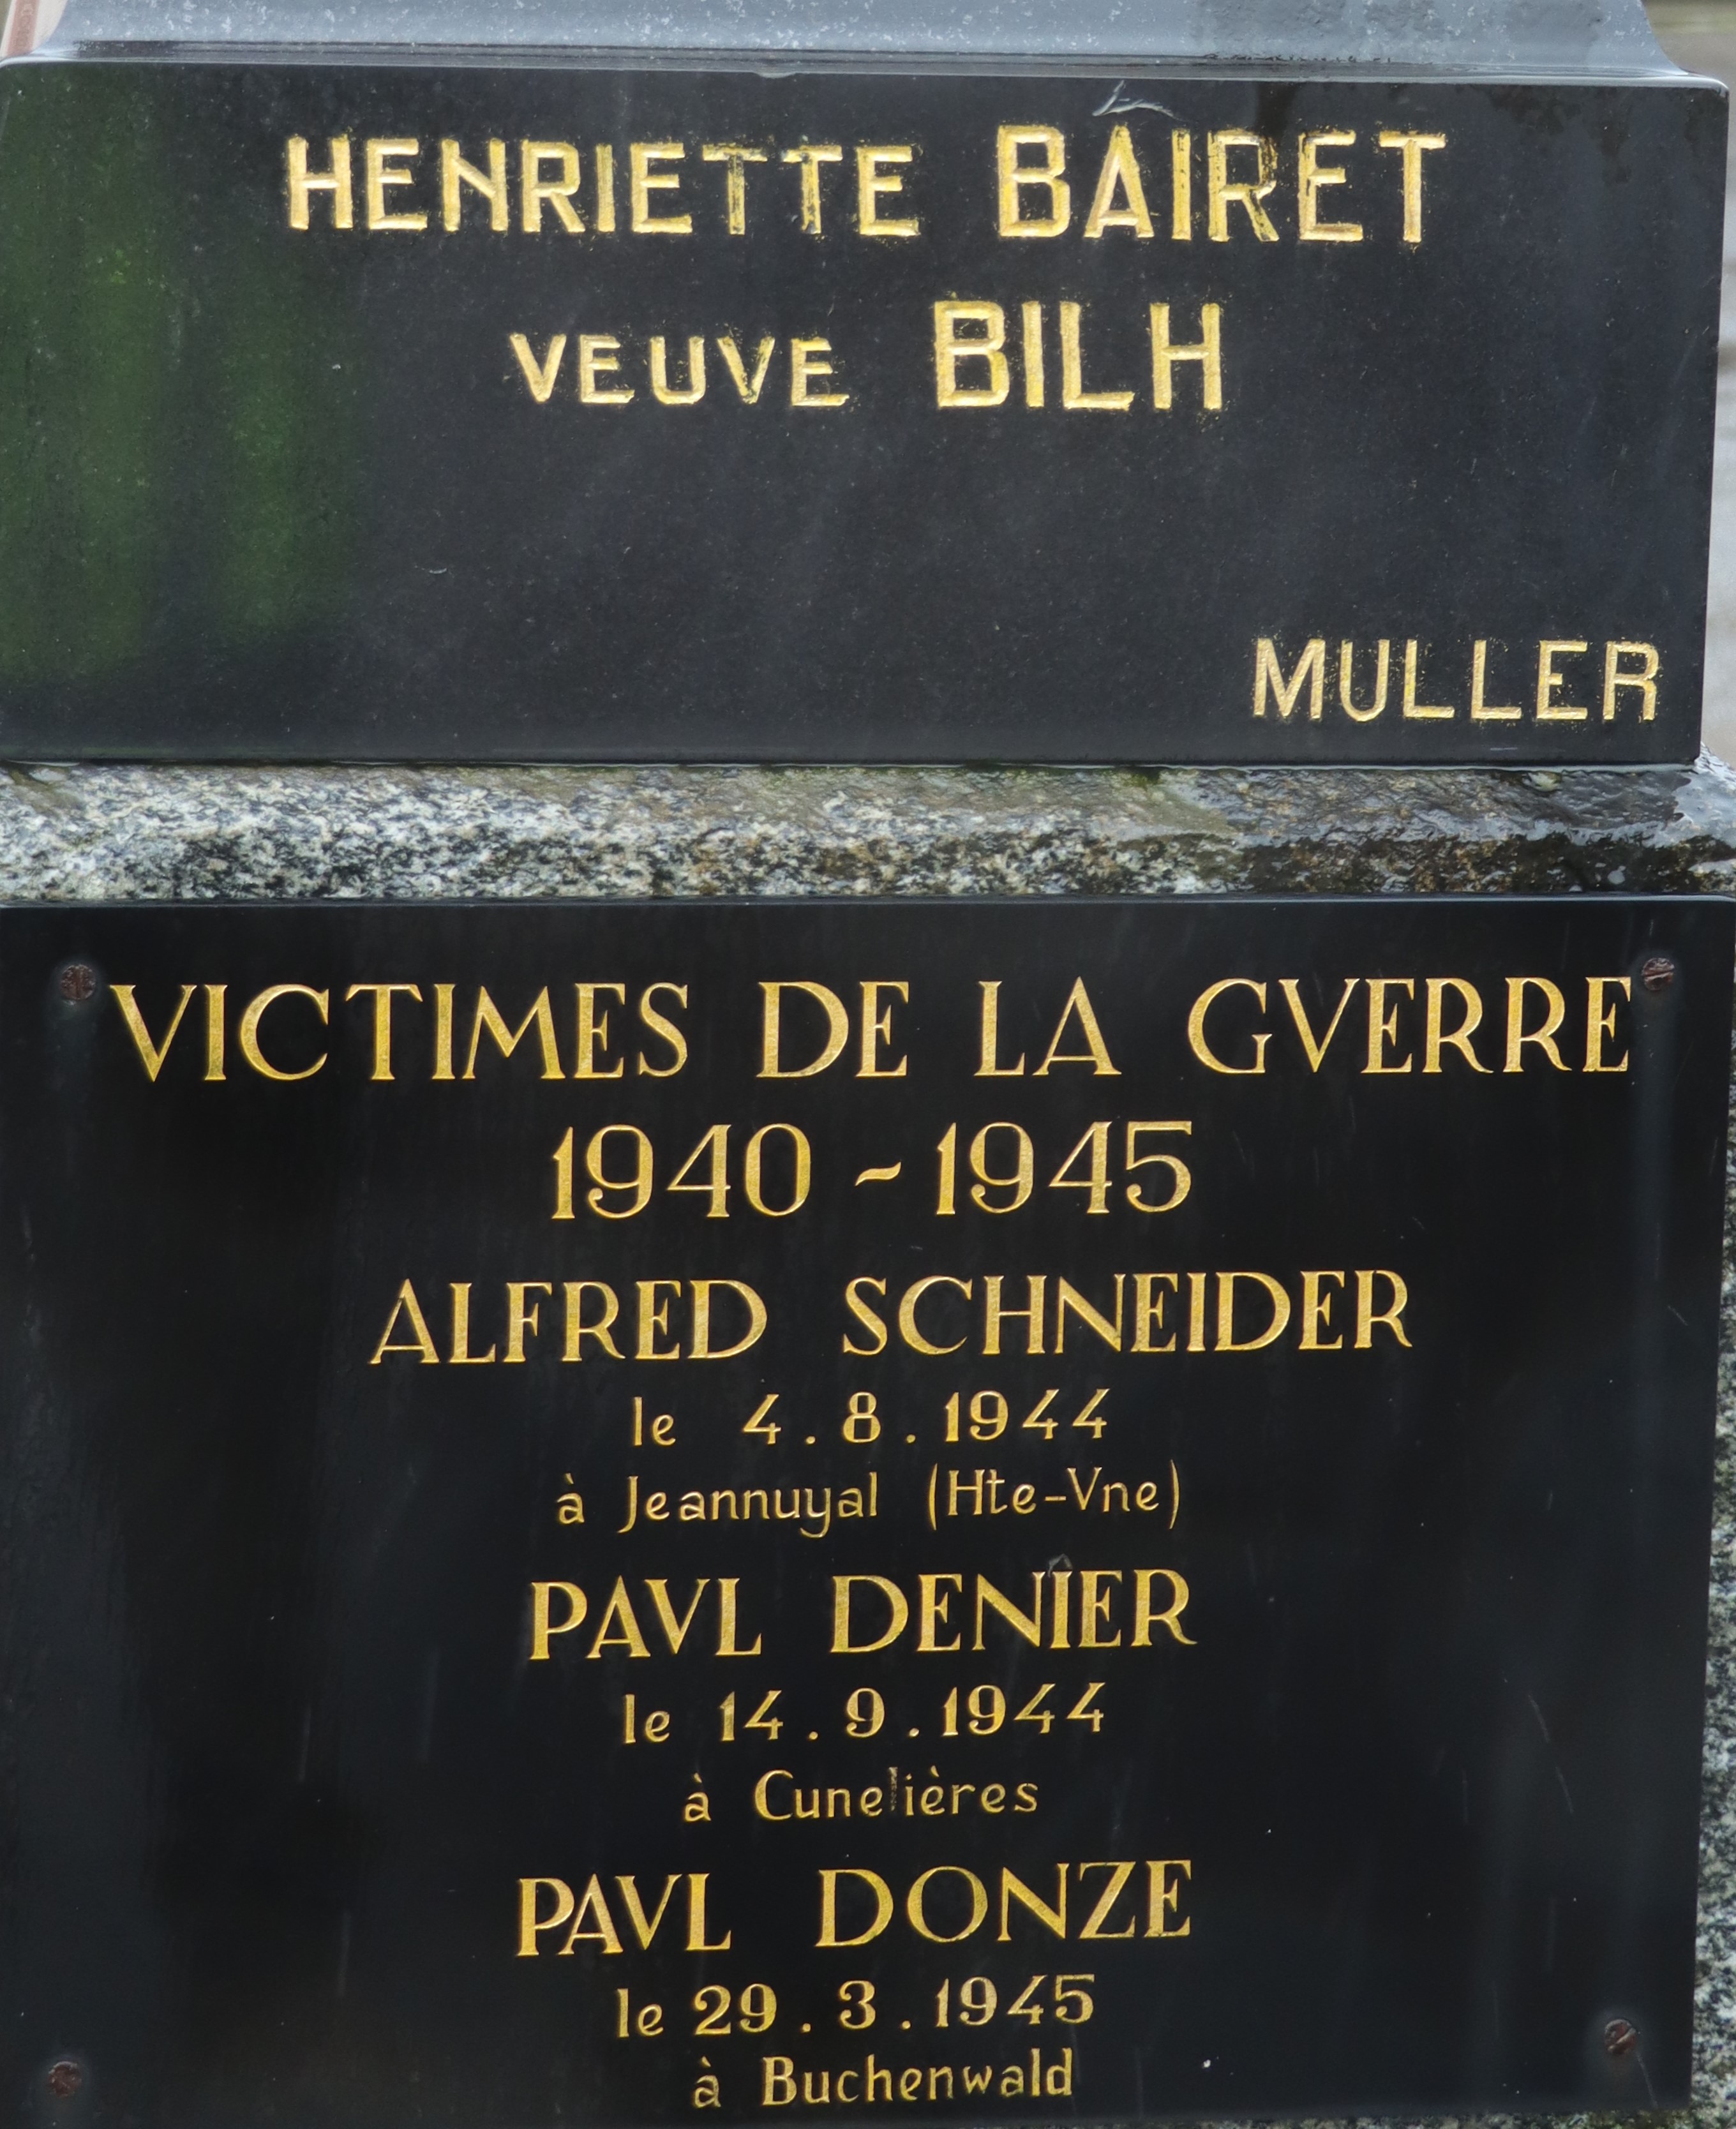 HENRIETTE BAIRET
VEUVE BILH
MULLER
VICTIMES DE LA GVERRE
1940 - 1945
ALFRED SCHNEIDER
le 4.8.1944
à Jeannuyal (Hte-Vne)
PAVL DENIER
le 14.9.1944
à Cunelières
PAVL DONZE
le 29.3.1945
à Buchenwald